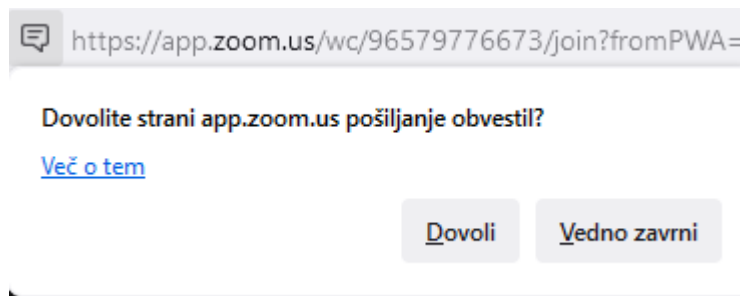 https://app.zoom.us/wc/96579776673/join?fromPWA=
Dovolite strani app.zoom.us pošiljanje obvestil?
Več o tem
Dovoli Vedno zavrni